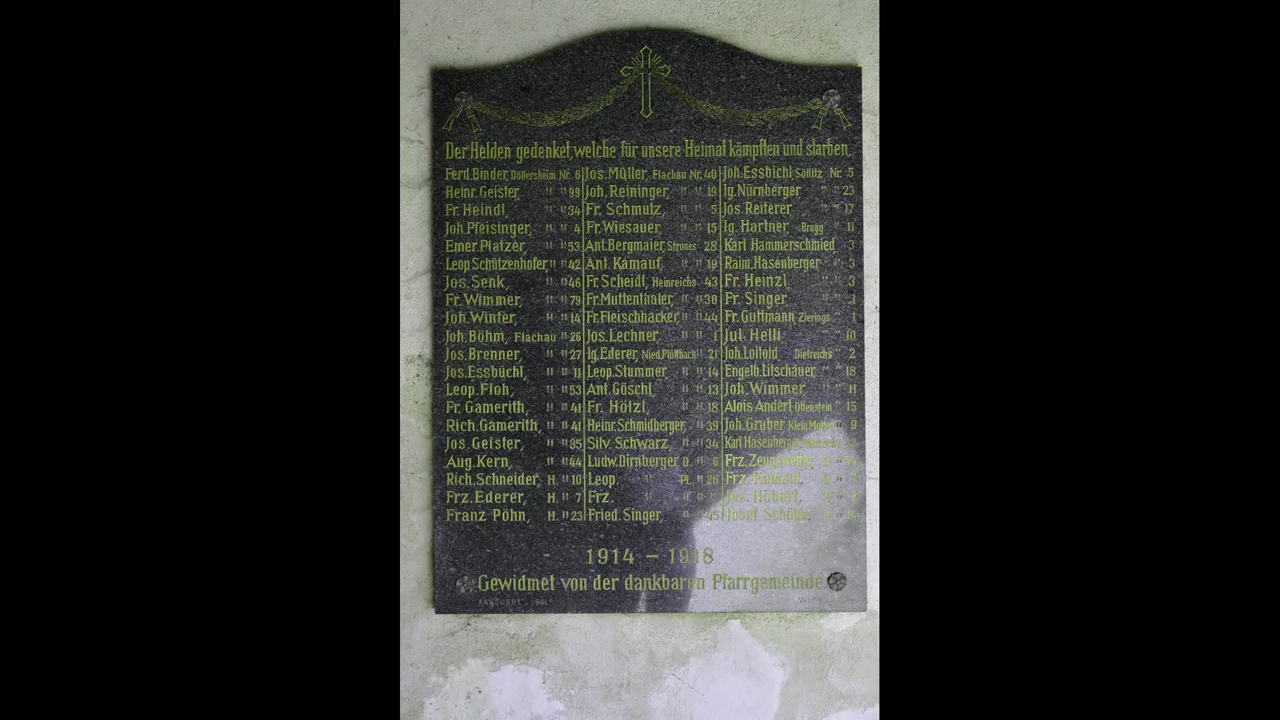 Der Helden gedenket, welche für unsere Heimat kämpften und starben.
Ferd. Binder, Döllersheim Nr. 6 Jos. Müller, Flachau Nr. 40 Joh. Essbichl, Söllitz Nr. 5
Heinr. Geister, " " 99 Joh. Reininger, " " 19 Ig. Nürnberger " " 23
Fr. Heindl, " " 34 Fr. Schmutz, " " 5 Jos. Reiterer " " 17
Joh. Pfeisinger, " " 4 Fr. Wiesauer, " " 15 Ig. Hartner, Brugg " 11
Emer. Platzer, " " 53 Ant. Bergmaier, Strones 28 Karl Hammerschmied 3
Leop. Schützenhofer, " " 42 Ant. Kamauf, " " 19 Raim. Hasenberger " 3
Jos. Senk, " " 46 Fr. Scheidl, Heinreichs 43 Fr. Heinzl " " 3
Fr. Wimmer, " " 79 Fr. Muttenthaler, " " 30 Fr. Singer " " 1
Joh. Winter, " " 14 Fr. Fleischhacker, " " 44 Fr. Guttmann Zierings " 1
Joh. Böhm, Flachau " 26 Jos. Lechner, " " 1 Jul. Helli " " 10
Jos. Brenner, " " 27 Ig. Ederer, Nied. Plöttbach " 21 Joh. Loitold Dietreichs " 2
Jos. Essbüchl, " " 11 Leop. Stummer " " 14 Engelb. Litschauer " " 18
Leop. Floh, " " 53 Ant. Göschl, " " 13 Joh. Wimmer " " 11
Fr. Gamerith, " " 41 Fr. Hölzl, " " 18 Alois Anderl Ottenstein " 15
Rich. Gamerith, " " 41 Heinr. Schmidberger, " 39 Joh. Gruber Klein " 9
Jos. Geister, " " 35 Silv. Schwarz, " " 34 Karl Hasenberger
Aug. Kern, " " 44 Ludw. Dirnberger D. " 6 Frz. Zeugswetter
Rich. Schneider, H. " 10 Leop. " Pl. " 26 Frz.
Frz. Ederer, H. " 7 Frz. " " " Jos.
Franz Pöhn, H. " 23 Fried. Singer, " " 45 Josef
1914 – 1918
Gewidmet von der dankbaren Pfarrgemeinde.